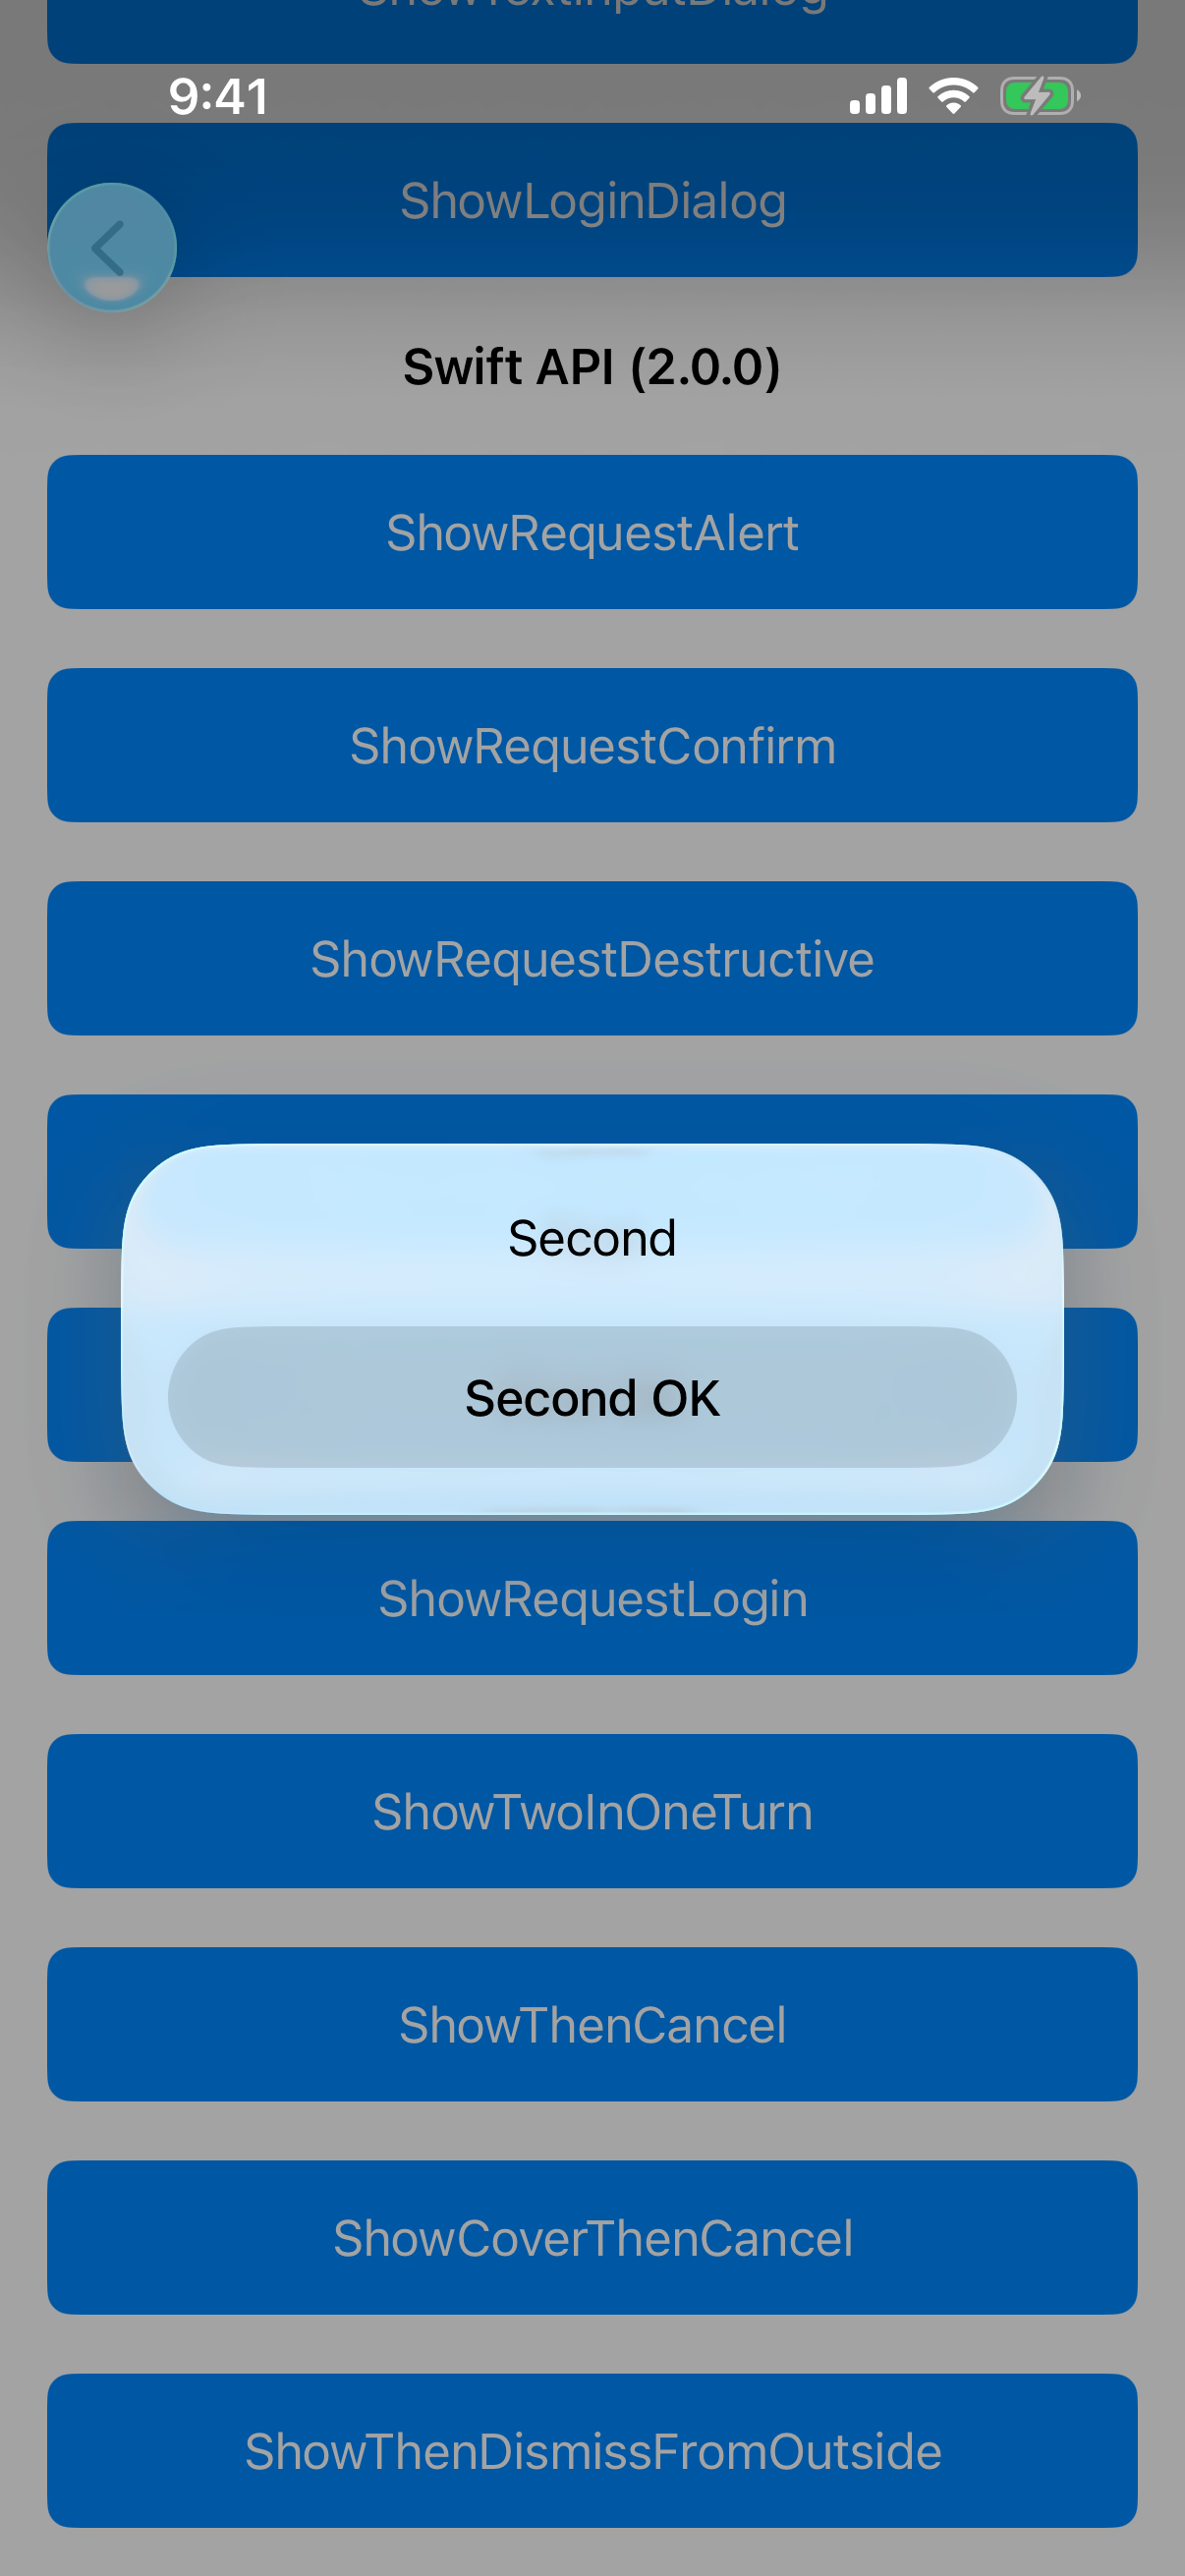 ShowTextInputDialog
9:41
ShowLoginDialog
Swift API (2.0.0)
ShowRequestAlert
ShowRequestConfirm
ShowRequestDestructive
Second
Second OK
ShowRequestLogin
ShowTwoInOneTurn
ShowThenCancel
ShowCoverThenCancel
ShowThenDismissFromOutside